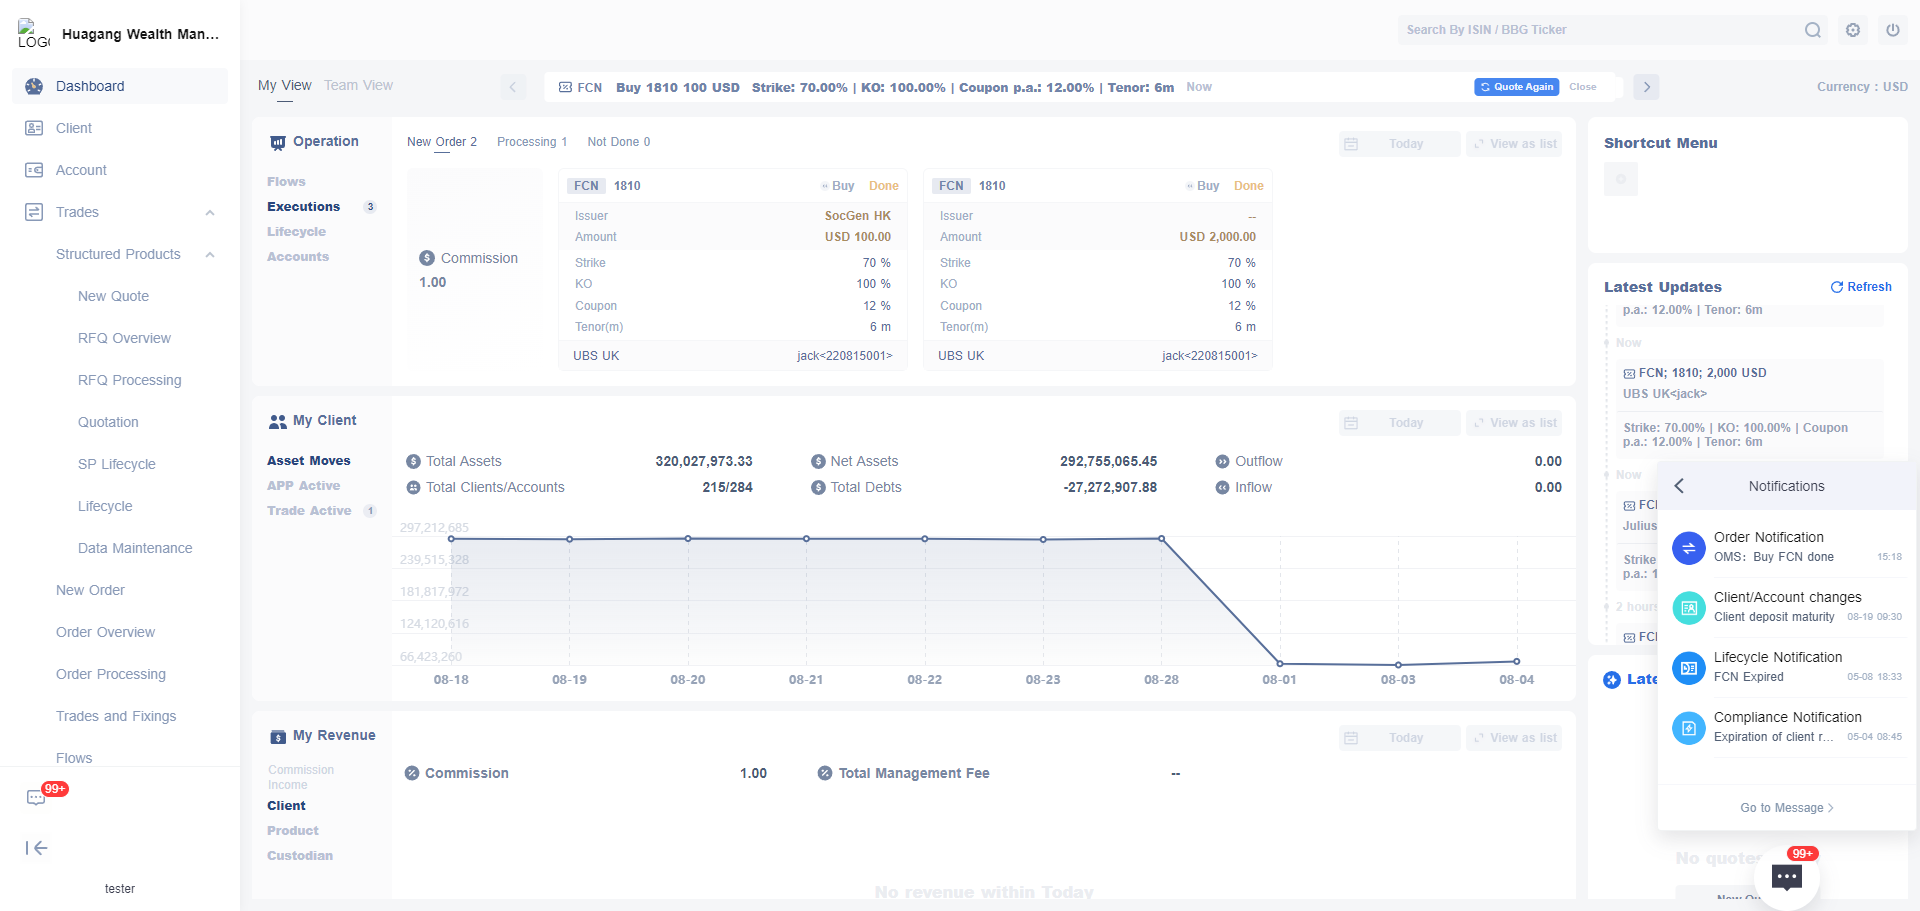 LOGO
Huagang Wealth Man...
Search By ISIN / BBG Ticker
Dashboard
Client
Account
Trades
Structured Products
New Quote
RFQ Overview
RFQ Processing
Quotation
SP Lifecycle
Lifecycle
Data Maintenance
New Order
Order Overview
Order Processing
Trades and Fixings
Flows
99+
tester
My View Team View
FCN Buy 1810 100 USD Strike: 70.00% | KO: 100.00% | Coupon p.a.: 12.00% | Tenor: 6m Now
Quote Again Close
Currency : USD
Operation
New Order 2 Processing 1 Not Done 0
Today View as list
Flows
Executions 3
Lifecycle
Accounts
Commission
1.00
FCN 1810 Buy Done
Issuer SocGen HK
Amount USD 100.00
Strike 70 %
KO 100 %
Coupon 12 %
Tenor(m) 6 m
UBS UK jack<220815001>
FCN 1810 Buy Done
Issuer --
Amount USD 2,000.00
Strike 70 %
KO 100 %
Coupon 12 %
Tenor(m) 6 m
UBS UK jack<220815001>
My Client
Today View as list
Asset Moves
APP Active
Trade Active 1
Total Assets 320,027,973.33 Net Assets 292,755,065.45 Outflow 0.00
Total Clients/Accounts 215/284 Total Debts -27,272,907.88 Inflow 0.00
297,212,685
239,515,328
181,817,972
124,120,616
66,423,260
08-18 08-19 08-20 08-21 08-22 08-23 08-28 08-01 08-03 08-04
My Revenue
Today View as list
Commission Income
Client
Product
Custodian
Commission 1.00 Total Management Fee --
No revenue within Today
Shortcut Menu
Latest Updates Refresh
p.a.: 12.00% | Tenor: 6m
Now
FCN; 1810; 2,000 USD
UBS UK<jack>
Strike: 70.00% | KO: 100.00% | Coupon
p.a.: 12.00% | Tenor: 6m
Now
FC
Julius
Strike
p.a.: 1
2 hours
FC
Late
No quotes
New Qu
Notifications
Order Notification
OMS: Buy FCN done 15:18
Client/Account changes
Client deposit maturity 08-19 09:30
Lifecycle Notification
FCN Expired 05-08 18:33
Compliance Notification
Expiration of client r... 05-04 08:45
Go to Message
99+